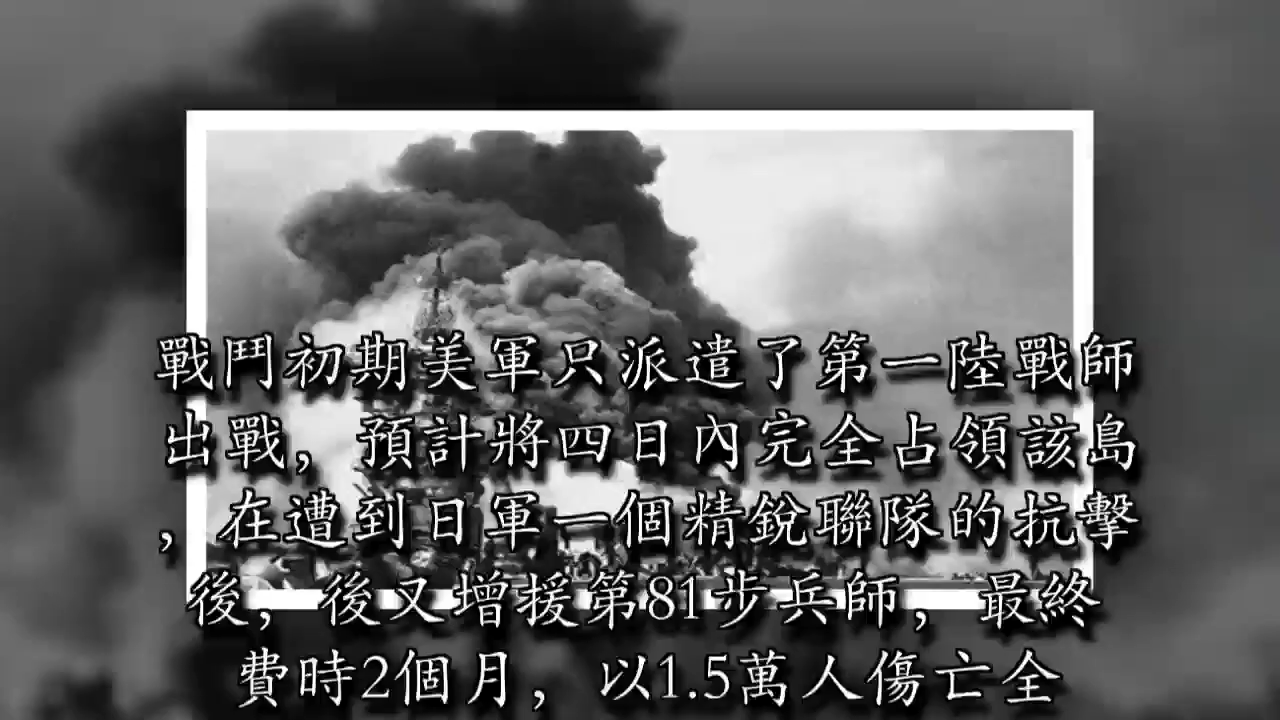 戰鬥初期美軍只派遣了第一陸戰師
出戰，預計將四日內完全占領該島
，在遭到日軍一個精銳聯隊的抗擊
後，後又增援第81步兵師，最終
費時2個月，以1.5萬人傷亡全